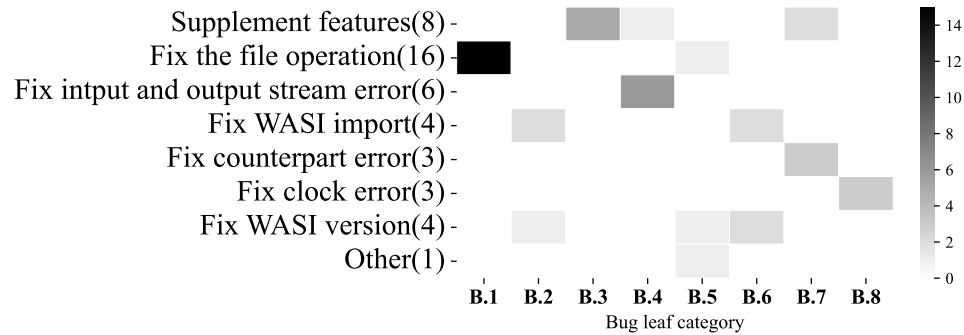 Supplement features(8)
Fix the file operation(16)
Fix intput and output stream error(6)
Fix WASI import(4)
Fix counterpart error(3)
Fix clock error(3)
Fix WASI version(4)
Other(1)
B.1 B.2 B.3 B.4 B.5 B.6 B.7 B.8
Bug leaf category
14
12
10
8
6
4
2
0